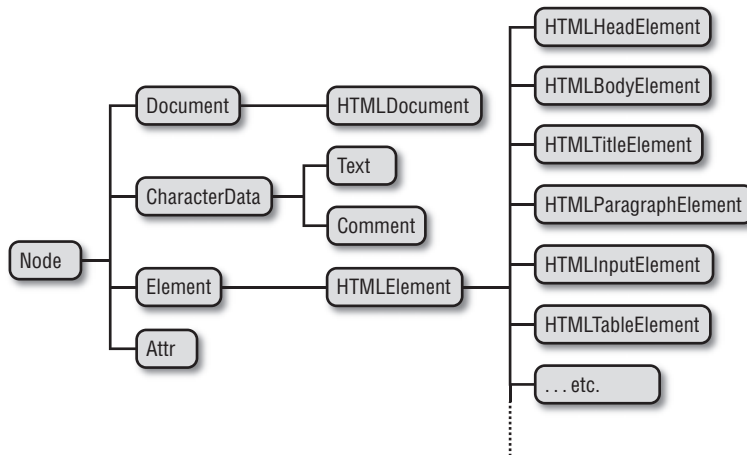 Node
Document
HTMLDocument
CharacterData
Text
Comment
Element
HTMLElement
HTMLHeadElement
HTMLBodyElement
HTMLTitleElement
HTMLParagraphElement
HTMLInputElement
HTMLTableElement
. . . etc.
Attr